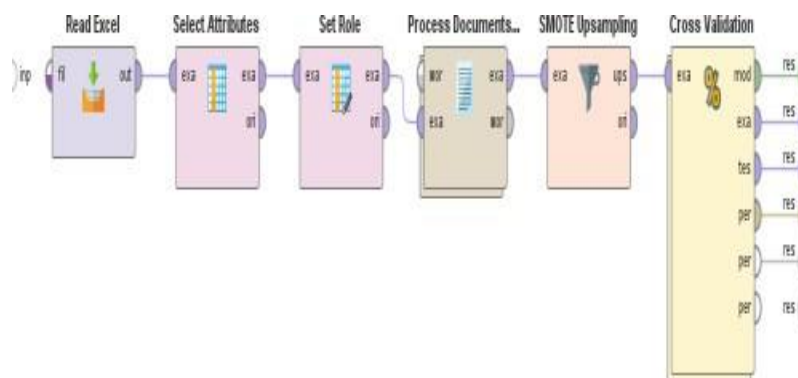 Read Excel
Select Attributes
Set Role
Process Documents...
SMOTE Upsampling
Cross Validation
inp
fil
out
exa
exa
ori
exa
exa
ori
wor
exa
exa
wor
exa
ups
ori
exa
mod
exa
tes
per
per
per
res
res
res
res
res
res